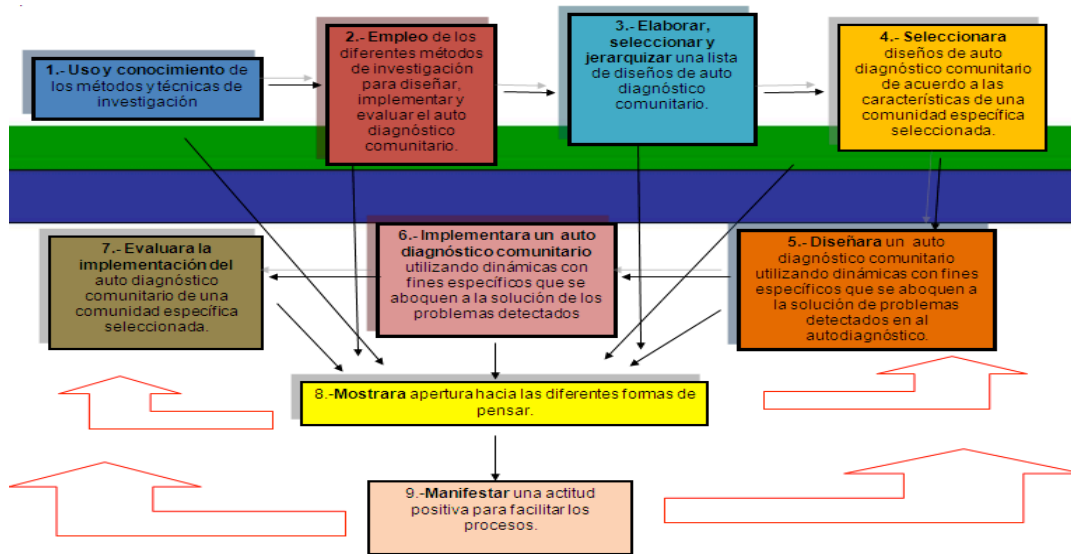 1.- Uso y conocimiento de
los métodos y técnicas de
investigación
2.- Empleo de los
diferentes métodos
de investigación
para diseñar,
implementar y
evaluar el auto
diagnóstico
comunitario.
3.- Elaborar,
seleccionar y
jerarquizar una lista
de diseños de auto
diagnóstico
comunitario.
4.- Seleccionara
diseños de auto
diagnóstico comunitario
de acuerdo a las
características de una
comunidad específica
seleccionada.
7.- Evaluara la
implementación del
auto diagnóstico
comunitario de una
comunidad específica
seleccionada.
6.- Implementara un auto
diagnóstico comunitario
utilizando dinámicas con
fines específicos que se
aboquen a la solución de los
problemas detectados
5.- Diseñara un auto
diagnóstico comunitario
utilizando dinámicas con fines
específicos que se aboquen a
la solución de problemas
detectados en al
autodiagnóstico.
8.-Mostrara apertura hacia las diferentes formas de
pensar.
9.-Manifestar una actitud
positiva para facilitar los
procesos.